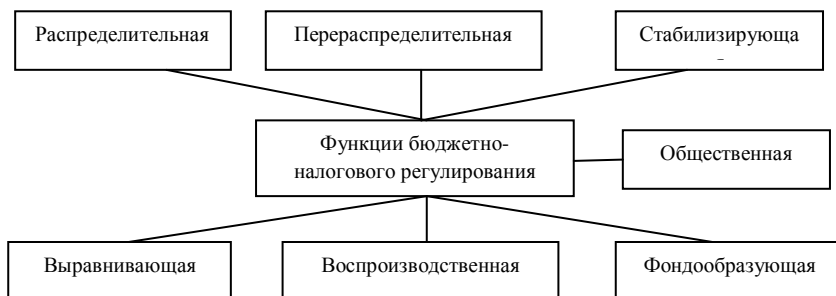 Распределительная
Перераспределительная
Стабилизирующа
Функции бюджетно-
налогового регулирования
Общественная
Выравнивающая
Воспроизводственная
Фондообразующая